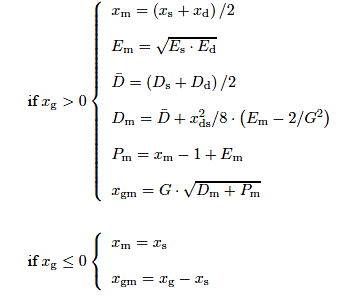 if x_g > 0 { x_m = (x_s + x_d) /2
E_m = √(E_s · E_d)
D̄ = (D_s + D_d) /2
D_m = D̄ + x_ds^2/8 · (E_m − 2/G^2)
P_m = x_m − 1 + E_m
x_gm = G · √(D_m + P_m)
if x_g ≤ 0 { x_m = x_s
x_gm = x_g − x_s